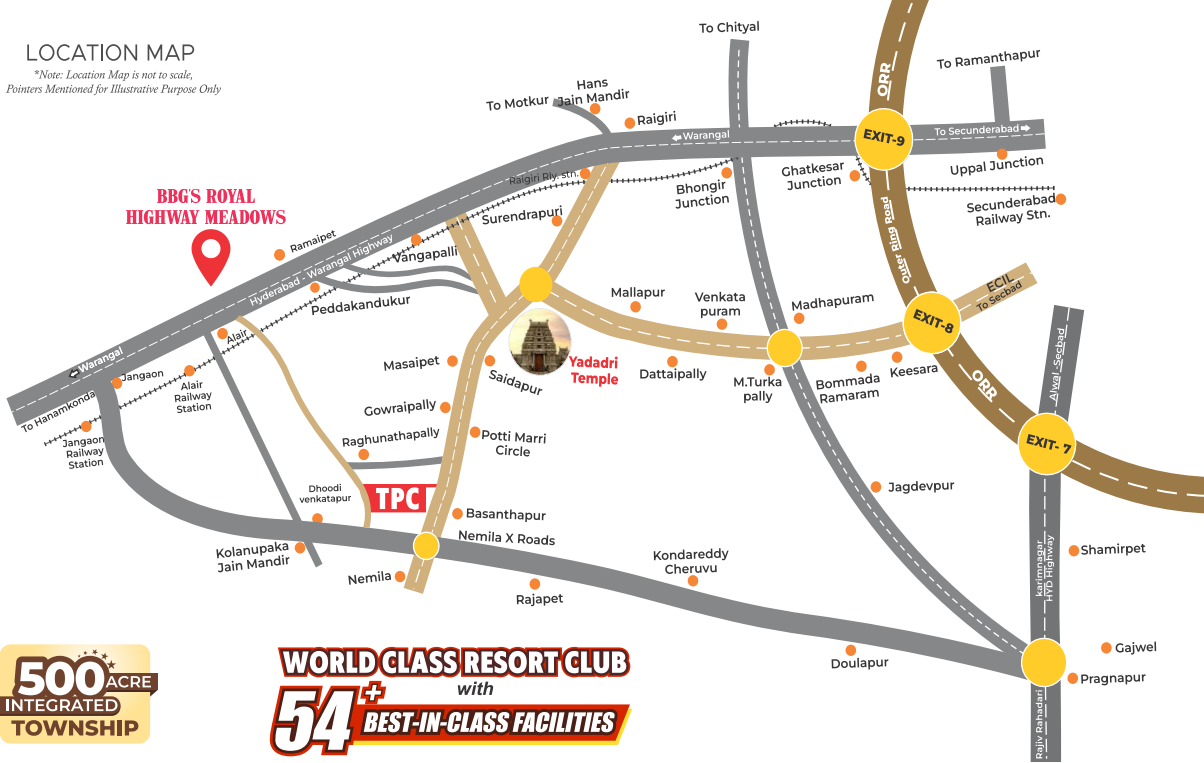 LOCATION MAP
*Note: Location Map is not to scale,
Pointers Mentioned for Illustrative Purpose Only
To Chityal
ORR
To Ramanthapur
Hans
Jain Mandir
To Motkur
Raigiri
Warangal
EXIT-9
To Secunderabad
Uppal Junction
Ghatkesar
Junction
Bhongir
Junction
Raigiri Rly. stn.
Secunderabad
Railway Stn.
BBG'S ROYAL
HIGHWAY MEADOWS
Surendrapuri
Outer Ring Road
Ramaipet
Hyderabad - Warangal Highway
Vangapalli
ECIL
To Secbad
Peddakandukur
Mallapur
Venkata
puram
Madhapuram
EXIT-8
Alair
Warangal
Masaipet
Saidapur
Yadadri
Temple
Dattaipally
M.Turka
pally
Bommada
Ramaram
Keesara
Alwal -Secbad
Jangaon
Alair
Railway
Station
To Hanamkonda
ORR
Gowraipally
Jangaon
Railway
Station
Raghunathapally
Potti Marri
Circle
EXIT- 7
Dhoodi
venkatapur
TPC
Jagdevpur
Basanthapur
Nemila X Roads
Kolanupaka
Jain Mandir
Nemila
Rajapet
Kondareddy
Cheruvu
karimnagar
HYD Highway
Shamirpet
Doulapur
Gajwel
Pragnapur
Rajiv Rahadari
500 ACRE
INTEGRATED
TOWNSHIP
WORLD CLASS RESORT CLUB
with
54+ BEST-IN-CLASS FACILITIES